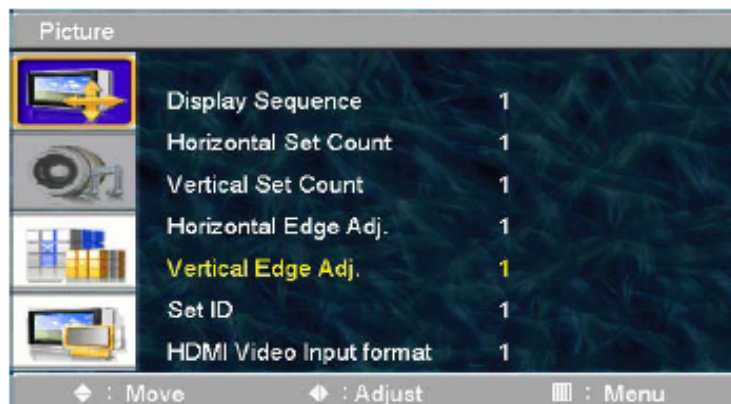 Picture
Display Sequence 1
Horizontal Set Count 1
Vertical Set Count 1
Horizontal Edge Adj. 1
Vertical Edge Adj. 1
Set ID 1
HDMI Video Input format 1
: Move : Adjust : Menu